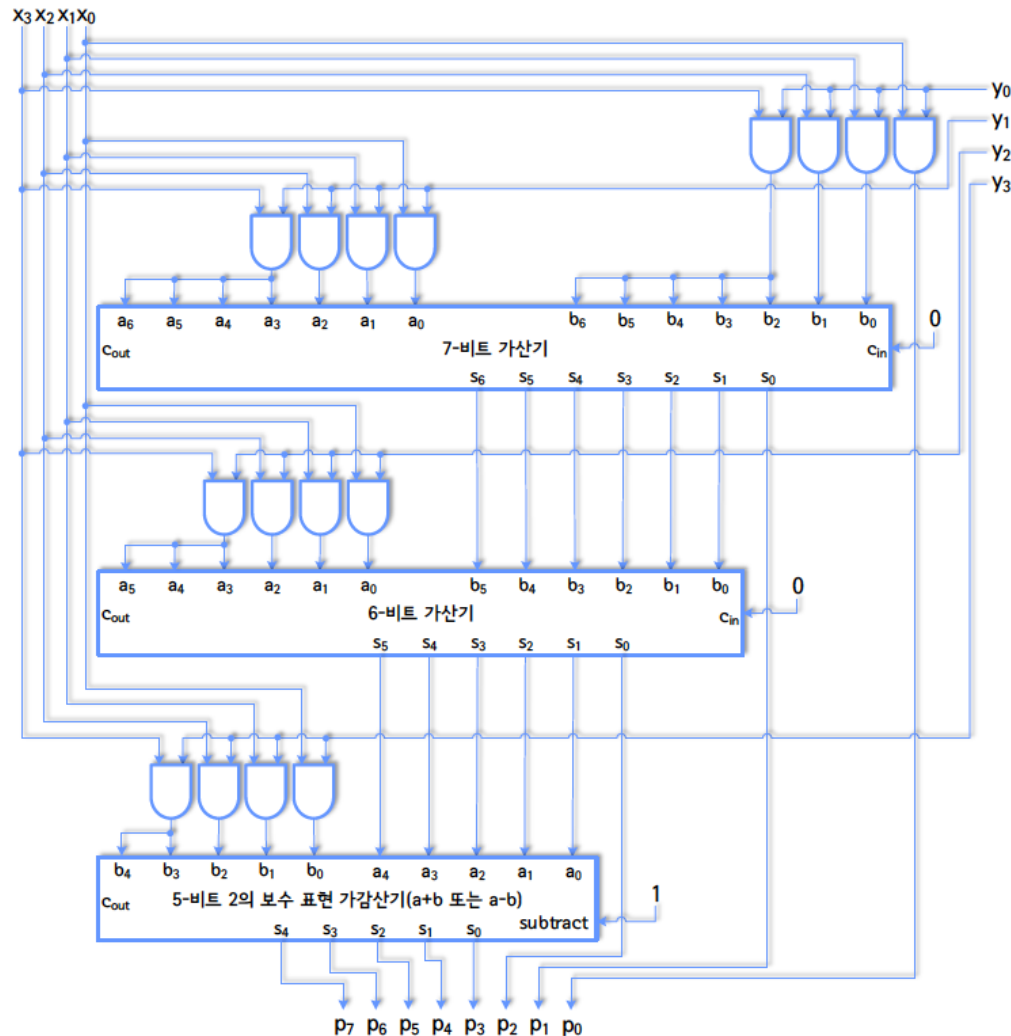 x3 x2 x1 x0
y0
y1
y2
y3
a6 a5 a4 a3 a2 a1 a0 b6 b5 b4 b3 b2 b1 b0 0
cout 7-비트 가산기 cin
s6 s5 s4 s3 s2 s1 s0
a5 a4 a3 a2 a1 a0 b5 b4 b3 b2 b1 b0 0
cout 6-비트 가산기 cin
s5 s4 s3 s2 s1 s0
b4 b3 b2 b1 b0 a4 a3 a2 a1 a0
cout 5-비트 2의 보수 표현 가감산기(a+b 또는 a-b) 1
subtract
s4 s3 s2 s1 s0
p7 p6 p5 p4 p3 p2 p1 p0